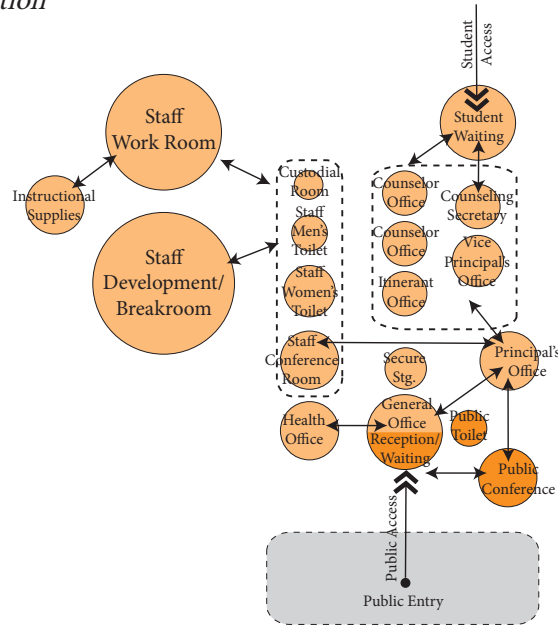 Student
Access
Student
Waiting
Staff
Work Room
Instructional
Supplies
Custodial
Room
Staff
Men's
Toilet
Staff
Women's
Toilet
Staff
Conference
Room
Staff
Development/
Breakroom
Counselor
Office
Counselor
Office
Itinerant
Office
Counseling
Secretary
Vice
Principal's
Office
Principal's
Office
Secure
Stg.
Health
Office
General
Office
Reception/
Waiting
Public
Toilet
Public
Conference
Public Access
Public Entry